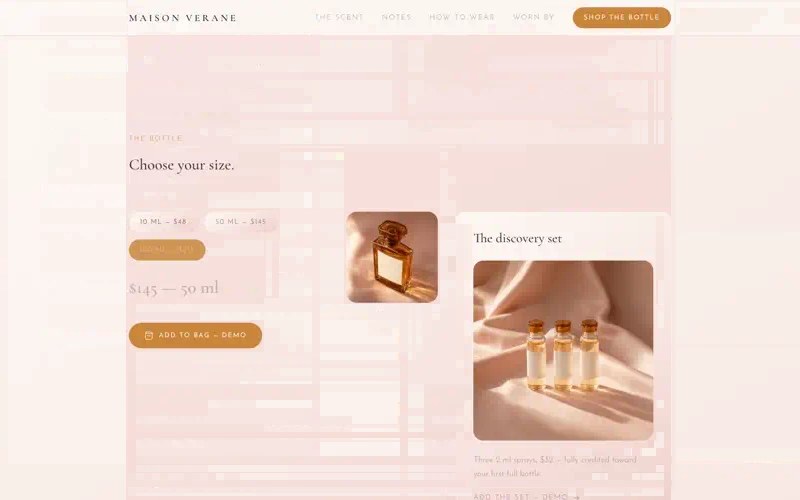 MAISON VERANE
THE SCENT
NOTES
HOW TO WEAR
WORN BY
SHOP THE BOTTLE
THE BOTTLE
Choose your size.
10 ML — $48
50 ML — $145
$145 — 50 ml
ADD TO BAG — DEMO
The discovery set
Three 2 ml sprays, $32 — fully credited toward
your first full bottle.
ADD THE SET — DEMO →